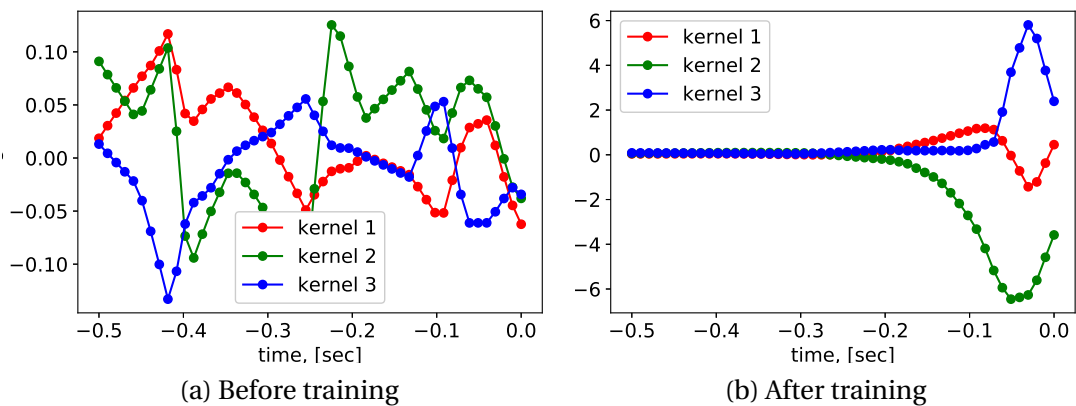 0.10
0.05
0.00
−0.05
−0.10
kernel 1
kernel 2
kernel 3
−0.5 −0.4 −0.3 −0.2 −0.1 0.0
time, [sec]
(a) Before training
6
4
2
0
−2
−4
−6
kernel 1
kernel 2
kernel 3
−0.5 −0.4 −0.3 −0.2 −0.1 0.0
time, [sec]
(b) After training